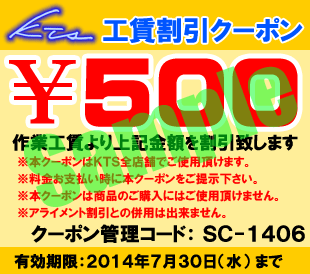 KTS 工賃割引クーポン
¥500
Sample
作業工賃より上記金額を割引致します
※本クーポンはKTS全店舗でご使用頂けます。
※料金お支払い時に本クーポンをご提示下さい。
※本クーポンは商品のご購入にはご使用頂けません。
※アライメント割引との併用は出来ません。
クーポン管理コード： SC-1406
有効期限：2014年7月30日(水)まで